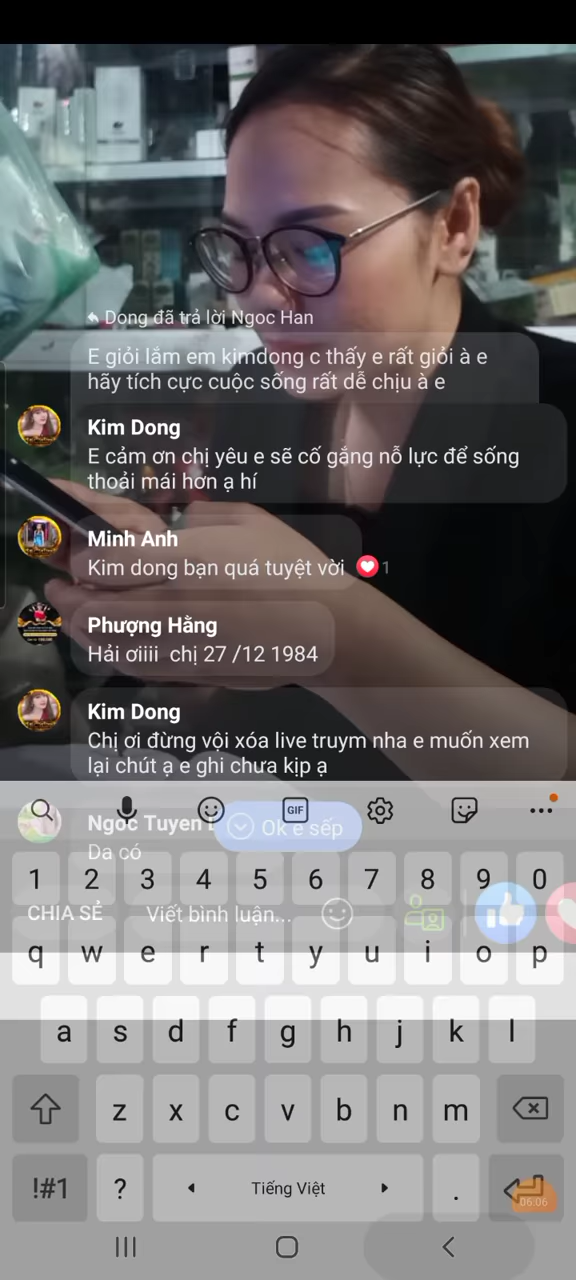 Dong đã trả lời Ngoc Han
E giỏi lắm em kimdong c thấy e rất giỏi à e
hãy tích cực cuộc sống rất dễ chịu à e
Kim Dong
E cảm ơn chị yêu e sẽ cố gắng nỗ lực để sống
thoải mái hơn ạ hí
Minh Anh
Kim dong bạn quá tuyệt vời 1
Phượng Hằng
Hải ơiiii chị 27 /12 1984
Kim Dong
Chị ơi đừng vội xóa live truym nha e muốn xem
lại chút ạ e ghi chưa kịp ạ
GIF
Ngoc Tuyen
Ok e sếp
Da có
1 2 3 4 5 6 7 8 9 0
CHIA SẺ Viết bình luận...
q w e r t y u i o p
a s d f g h j k l
z x c v b n m
!#1 ? Tiếng Việt .
06:06